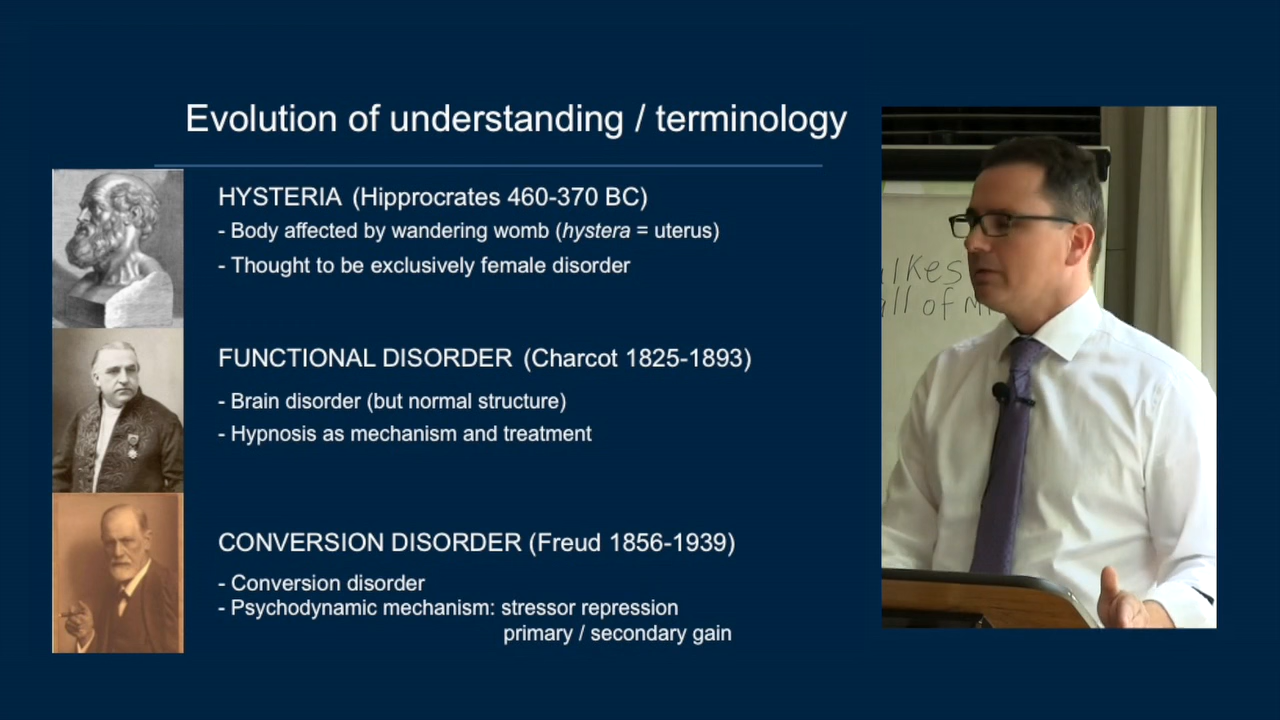 Evolution of understanding / terminology
HYSTERIA (Hipprocrates 460-370 BC)
- Body affected by wandering womb (hystera = uterus)
- Thought to be exclusively female disorder
FUNCTIONAL DISORDER (Charcot 1825-1893)
- Brain disorder (but normal structure)
- Hypnosis as mechanism and treatment
CONVERSION DISORDER (Freud 1856-1939)
- Conversion disorder
- Psychodynamic mechanism: stressor repression
primary / secondary gain
of